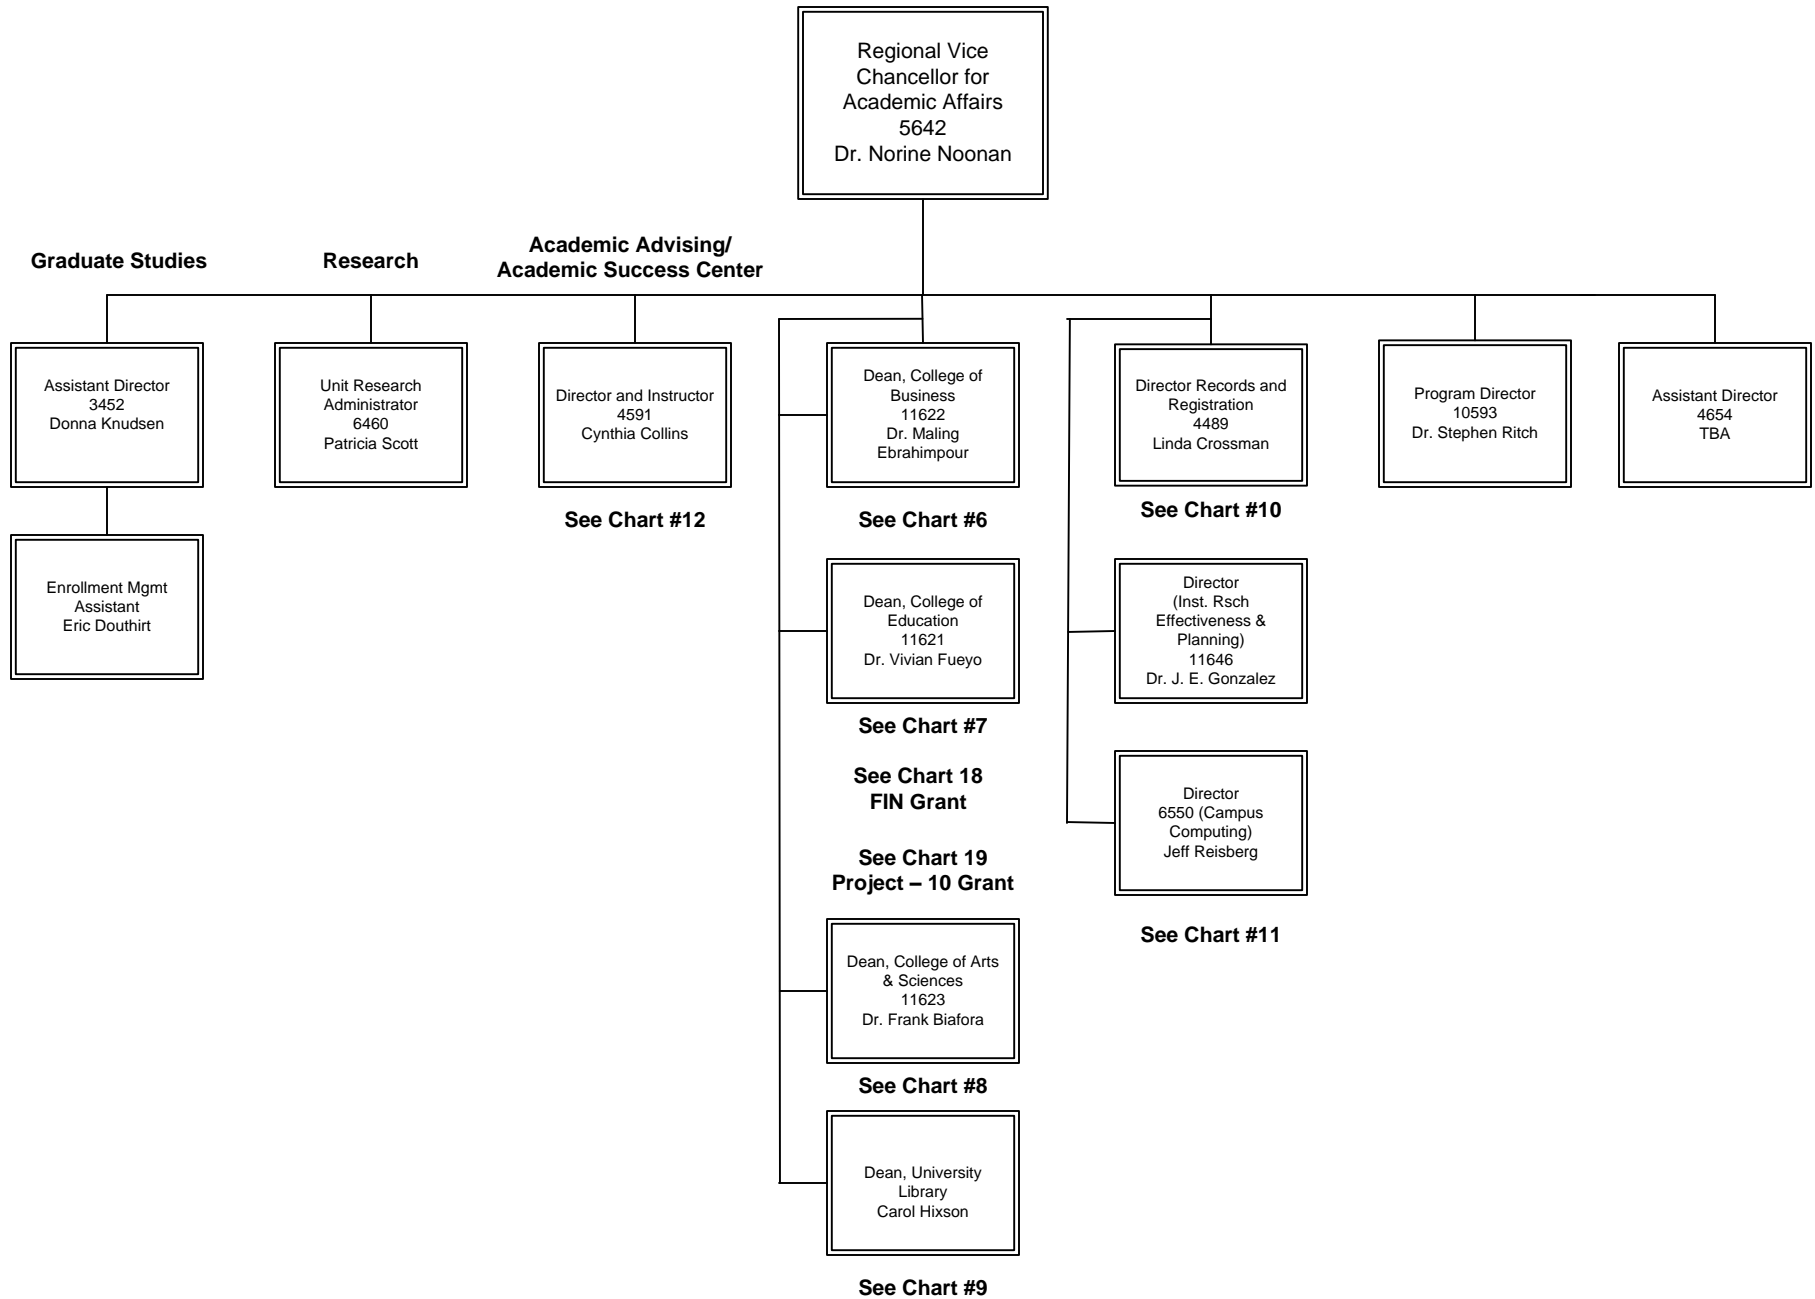 Regional Vice
Chancellor for
Academic Affairs
5642
Dr. Norine Noonan
Graduate Studies
Research
Academic Advising/
Academic Success Center
Assistant Director
3452
Donna Knudsen
Unit Research
Administrator
6460
Patricia Scott
Director and Instructor
4591
Cynthia Collins
See Chart #12
Dean, College of
Business
11622
Dr. Maling
Ebrahimpour
See Chart #6
Director Records and
Registration
4489
Linda Crossman
See Chart #10
Program Director
10593
Dr. Stephen Ritch
Assistant Director
4654
TBA
Enrollment Mgmt
Assistant
Eric Douthirt
Dean, College of
Education
11621
Dr. Vivian Fueyo
See Chart #7
See Chart 18
FIN Grant
See Chart 19
Project – 10 Grant
Director
(Inst. Rsch
Effectiveness &
Planning)
11646
Dr. J. E. Gonzalez
Director
6550 (Campus
Computing)
Jeff Reisberg
See Chart #11
Dean, College of Arts
& Sciences
11623
Dr. Frank Biafora
See Chart #8
Dean, University
Library
Carol Hixson
See Chart #9